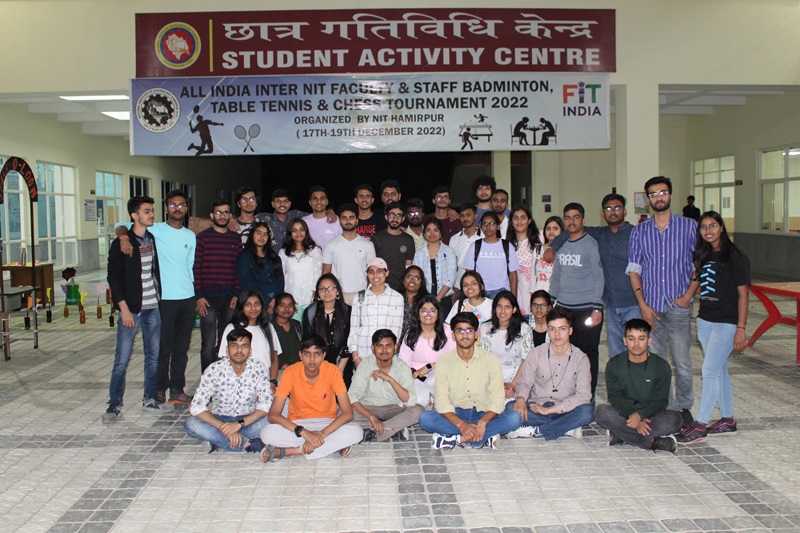 छात्र गतिविधि केन्द्र
STUDENT ACTIVITY CENTRE
ALL INDIA INTER NIT FACULTY & STAFF BADMINTON,
TABLE TENNIS & CHESS TOURNAMENT 2022
ORGANIZED BY NIT HAMIRPUR
( 17TH-19TH DECEMBER 2022)
FIT
INDIA
BRASIL